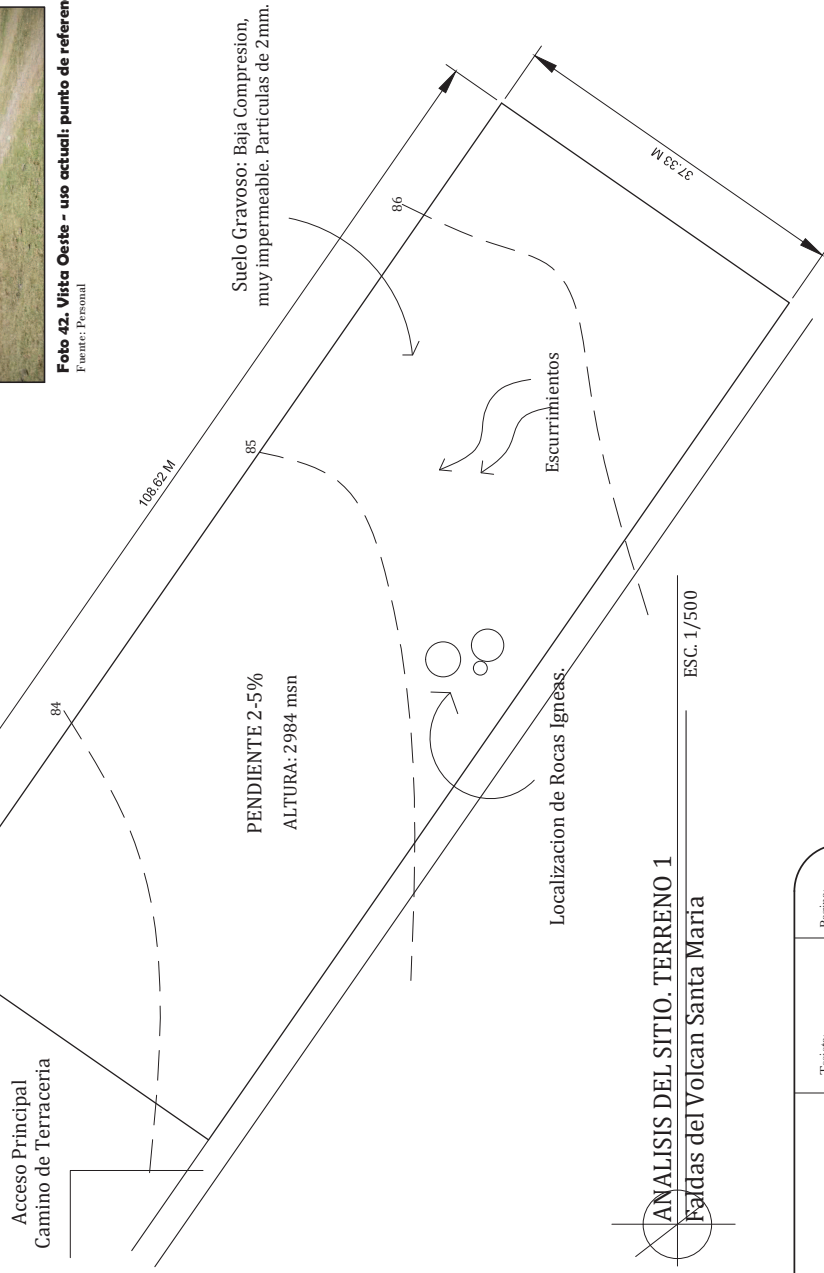 Foto 42. Vista Oeste - uso actual: punto de referen
Fuente: Personal
Suelo Gravoso: Baja Compresion,
muy impermeable. Particulas de 2mm.
37.33 M
108.62 M
86
85
84
Escurrimientos
PENDIENTE 2-5%
ALTURA: 2984 msn
Localizacion de Rocas Igneas.
Acceso Principal
Camino de Terraceria
ANALISIS DEL SITIO. TERRENO 1
Faldas del Volcan Santa Maria
ESC. 1/500